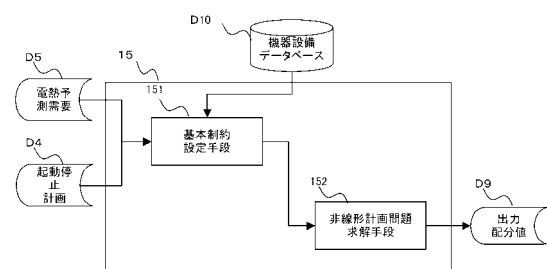 D10
機器設備
データベース
D5
15
電熱予
測需要
151
基本制約
設定手段
D4
起動停
止
計画
152
非線形計画問題
求解手段
D9
出力
配分値